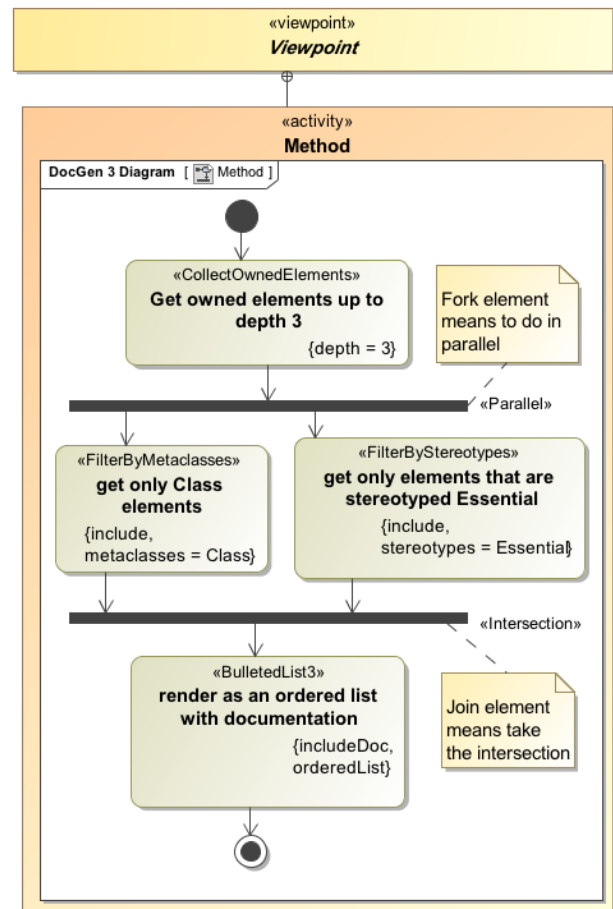 «viewpoint»
Viewpoint
«activity»
Method
DocGen 3 Diagram [ Method ]
«CollectOwnedElements»
Get owned elements up to
depth 3
{depth = 3}
Fork element
means to do in
parallel
«Parallel»
«FilterByMetaclasses»
get only Class
elements
{include,
metaclasses = Class}
«FilterByStereotypes»
get only elements that are
stereotyped Essential
{include,
stereotypes = Essential}
«Intersection»
«BulletedList3»
render as an ordered list
with documentation
{includeDoc,
orderedList}
Join element
means take
the intersection